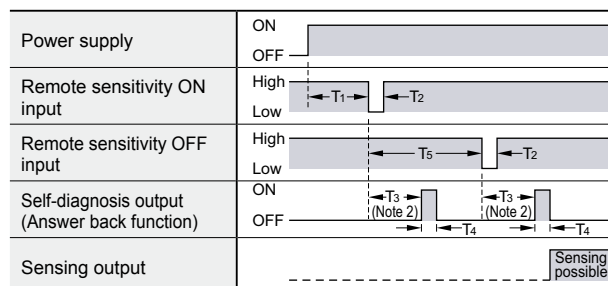 Power supply
ON
OFF
Remote sensitivity ON
input
High
Low
T1
T2
Remote sensitivity OFF
input
High
Low
T5
T2
Self-diagnosis output
(Answer back function)
ON
OFF
T3
(Note 2)
T4
T3
(Note 2)
T4
Sensing output
Sensing
possible